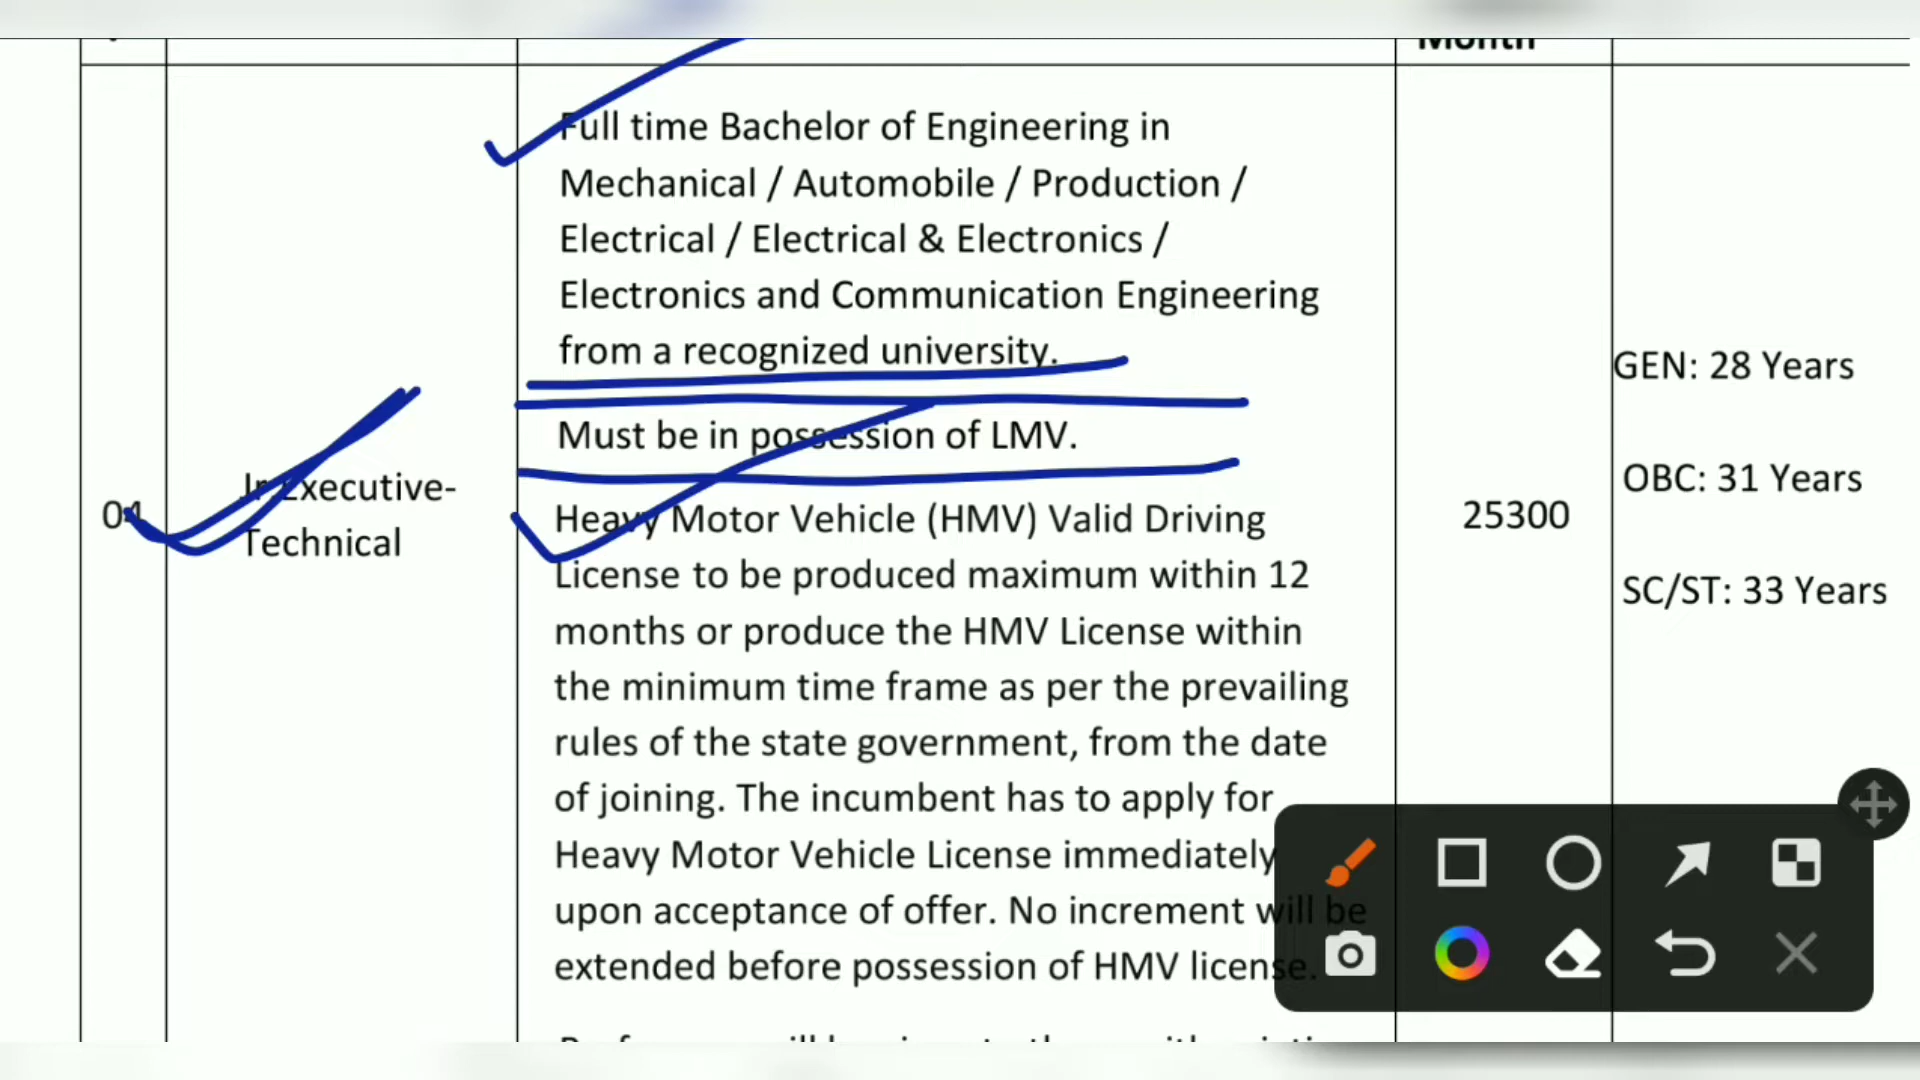 Month
Full time Bachelor of Engineering in
Mechanical / Automobile / Production /
Electrical / Electrical & Electronics /
Electronics and Communication Engineering
from a recognized university.
Must be in possession of LMV.
Heavy Motor Vehicle (HMV) Valid Driving
License to be produced maximum within 12
months or produce the HMV License within
the minimum time frame as per the prevailing
rules of the state government, from the date
of joining. The incumbent has to apply for
Heavy Motor Vehicle License immediately
upon acceptance of offer. No increment will be
extended before possession of HMV license.
04
Jr.Executive-
Technical
25300
GEN: 28 Years
OBC: 31 Years
SC/ST: 33 Years